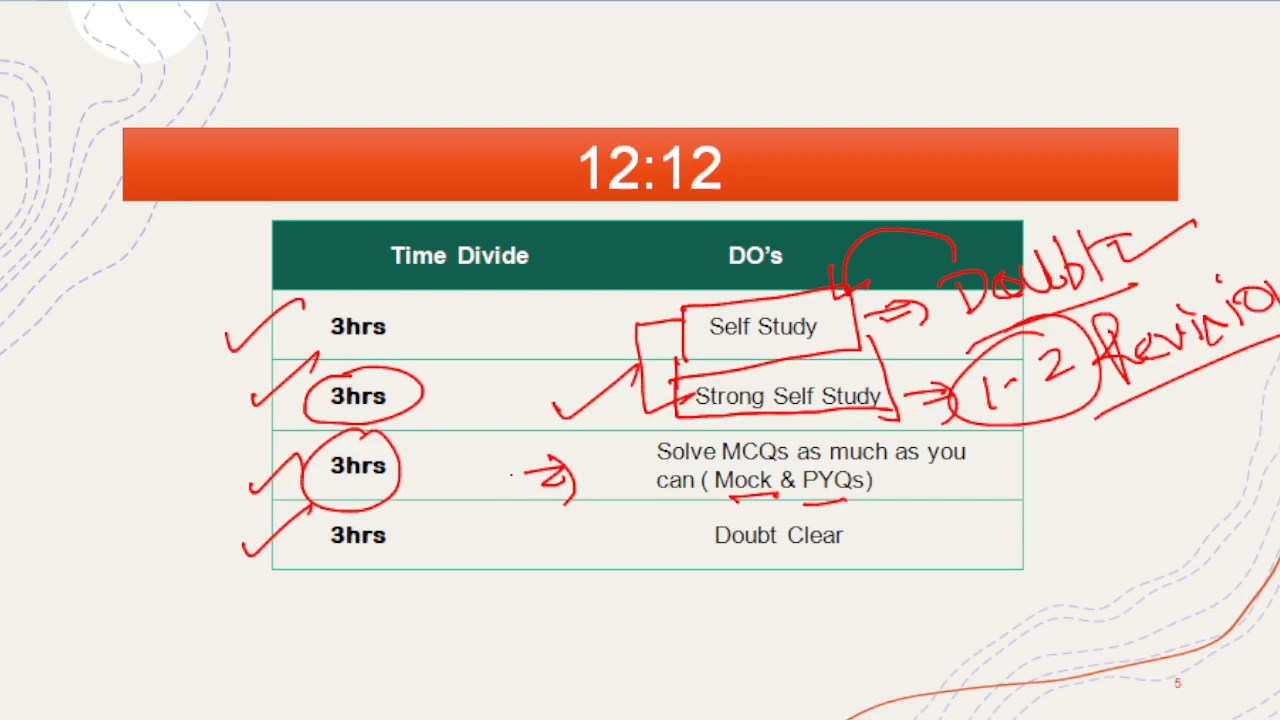 12:12
Time Divide DO's
3hrs Self Study
Doubts
3hrs Strong Self Study
1-2 Revision
3hrs Solve MCQs as much as you
can ( Mock & PYQs)
3hrs Doubt Clear
5